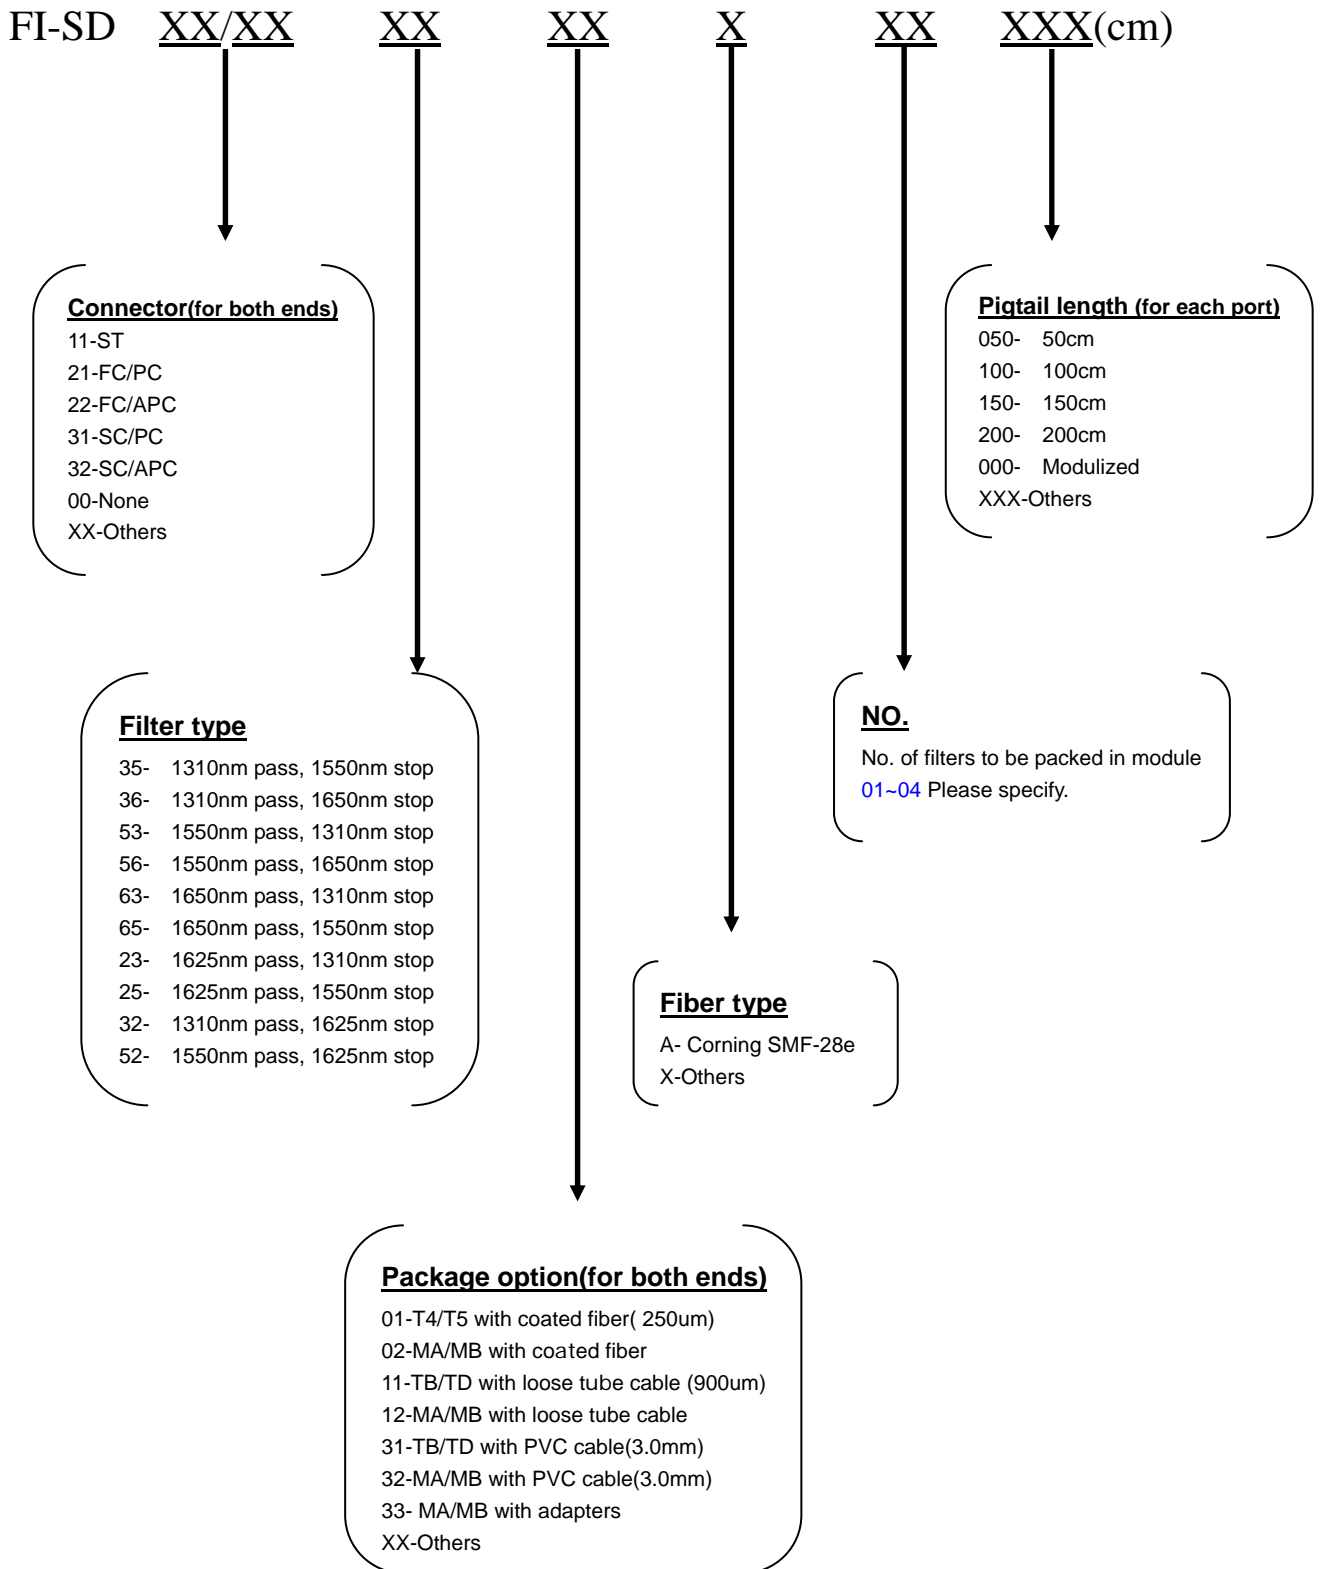 FI-SD XX/XX XX XX X XX XXX(cm)
Connector(for both ends)
11-ST
21-FC/PC
22-FC/APC
31-SC/PC
32-SC/APC
00-None
XX-Others
Pigtail length (for each port)
050- 50cm
100- 100cm
150- 150cm
200- 200cm
000- Modulized
XXX-Others
Filter type
35- 1310nm pass, 1550nm stop
36- 1310nm pass, 1650nm stop
53- 1550nm pass, 1310nm stop
56- 1550nm pass, 1650nm stop
63- 1650nm pass, 1310nm stop
65- 1650nm pass, 1550nm stop
23- 1625nm pass, 1310nm stop
25- 1625nm pass, 1550nm stop
32- 1310nm pass, 1625nm stop
52- 1550nm pass, 1625nm stop
NO.
No. of filters to be packed in module
01~04 Please specify.
Fiber type
A- Corning SMF-28e
X-Others
Package option(for both ends)
01-T4/T5 with coated fiber( 250um)
02-MA/MB with coated fiber
11-TB/TD with loose tube cable (900um)
12-MA/MB with loose tube cable
31-TB/TD with PVC cable(3.0mm)
32-MA/MB with PVC cable(3.0mm)
33- MA/MB with adapters
XX-Others